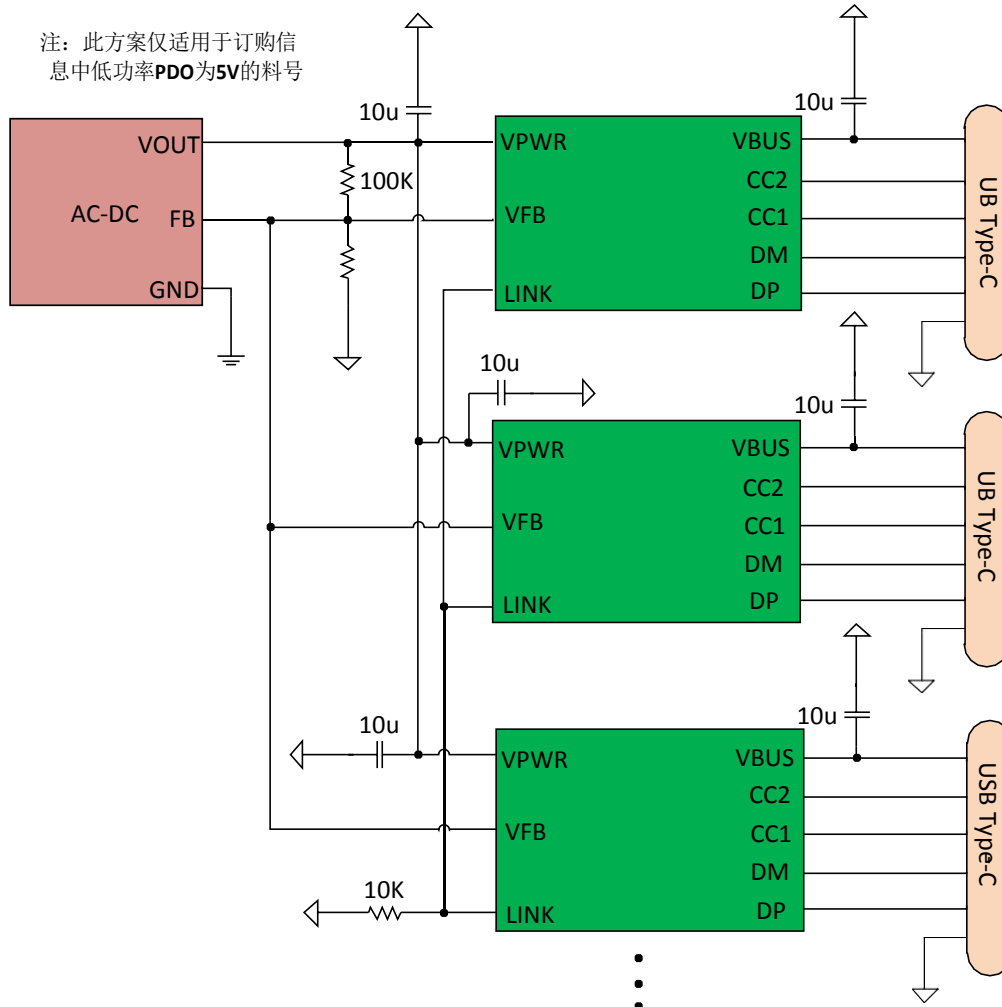 注：此方案仅适用于订购信
息中低功率PDO为5V的料号
10u
10u
VOUT
100K
AC-DC
FB
GND
VPWR
VFB
LINK
VBUS
CC2
CC1
DM
DP
UB Type-C
10u
10u
VPWR
VFB
LINK
VBUS
CC2
CC1
DM
DP
UB Type-C
10u
10u
VPWR
VFB
10K
LINK
VBUS
CC2
CC1
DM
DP
USB Type-C